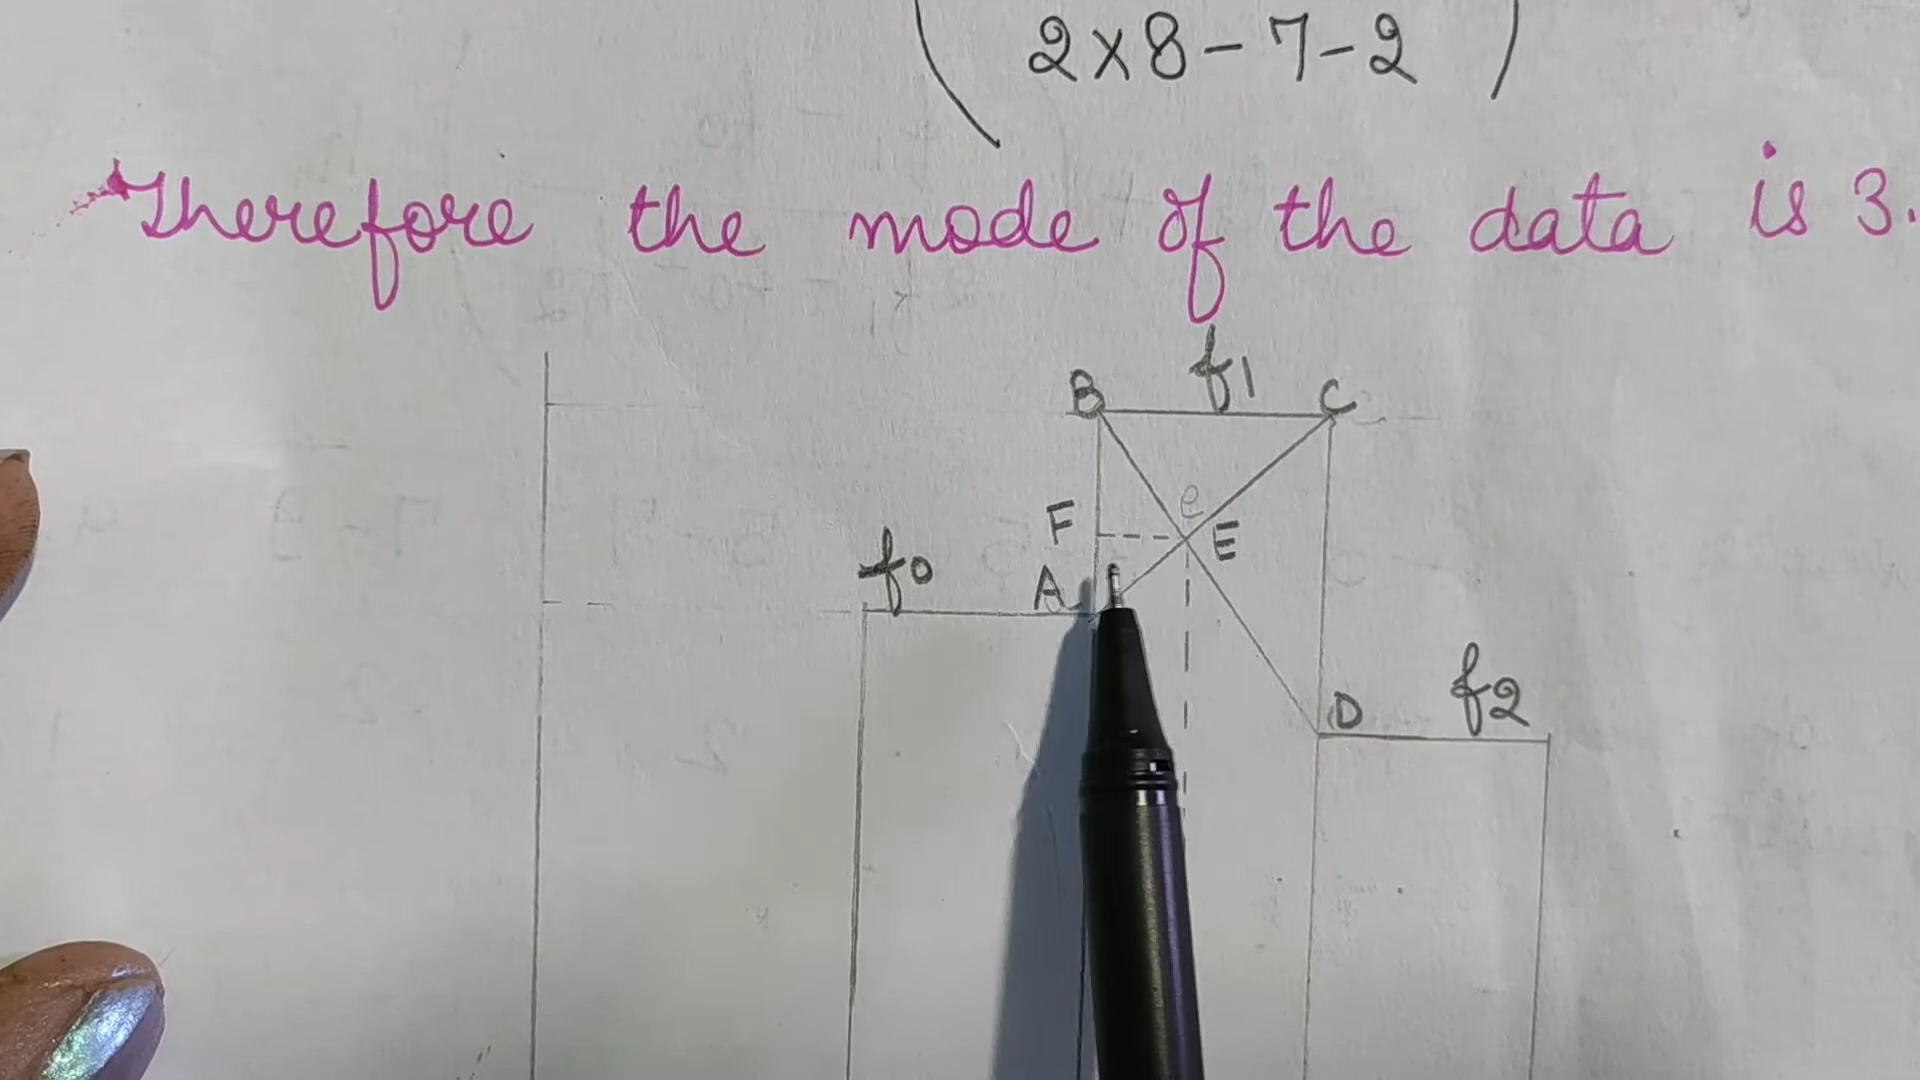 ( 2×8-7-2 )
Therefore the mode of the data is 3.
f1
B C
e
F E
f0 A
D f2